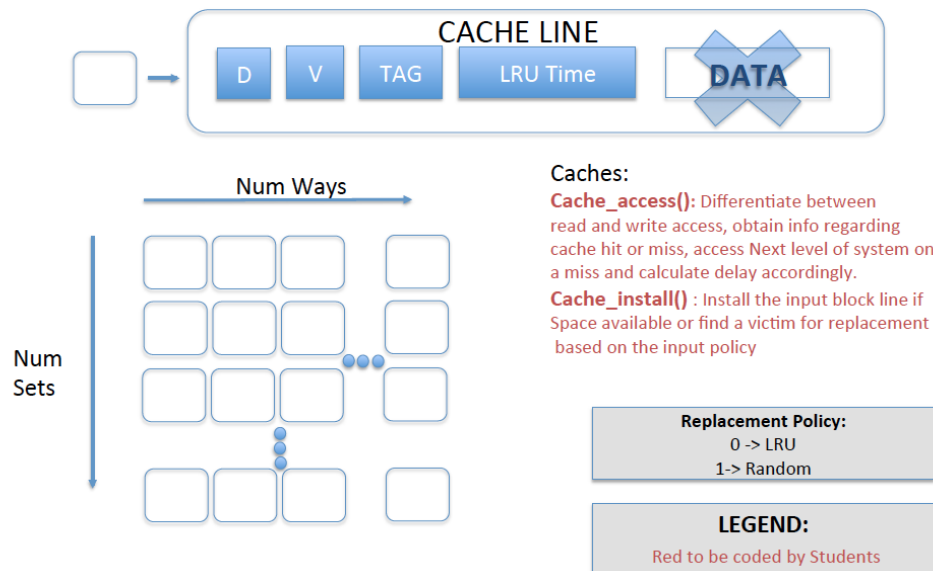 CACHE LINE
D V TAG LRU Time DATA
Num Ways
Num
Sets
Caches:
Cache_access(): Differentiate between
read and write access, obtain info regarding
cache hit or miss, access Next level of system on
a miss and calculate delay accordingly.
Cache_install() : Install the input block line if
Space available or find a victim for replacement
based on the input policy
Replacement Policy:
0 -> LRU
1-> Random
LEGEND:
Red to be coded by Students